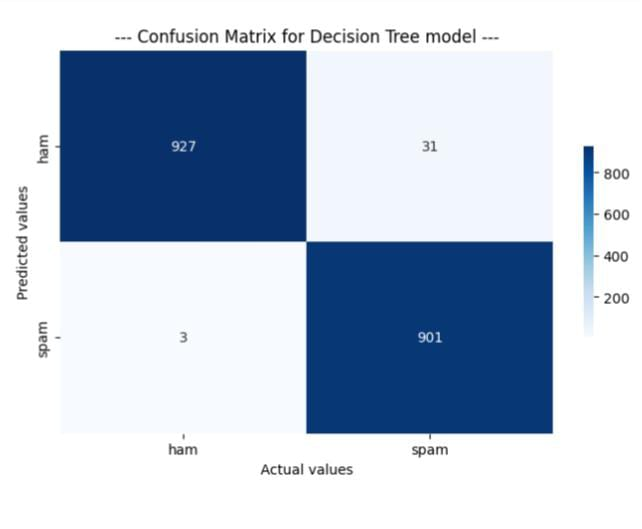 --- Confusion Matrix for Decision Tree model ---
Predicted values
ham
927
31
spam
3
901
ham
spam
Actual values
800
600
400
200